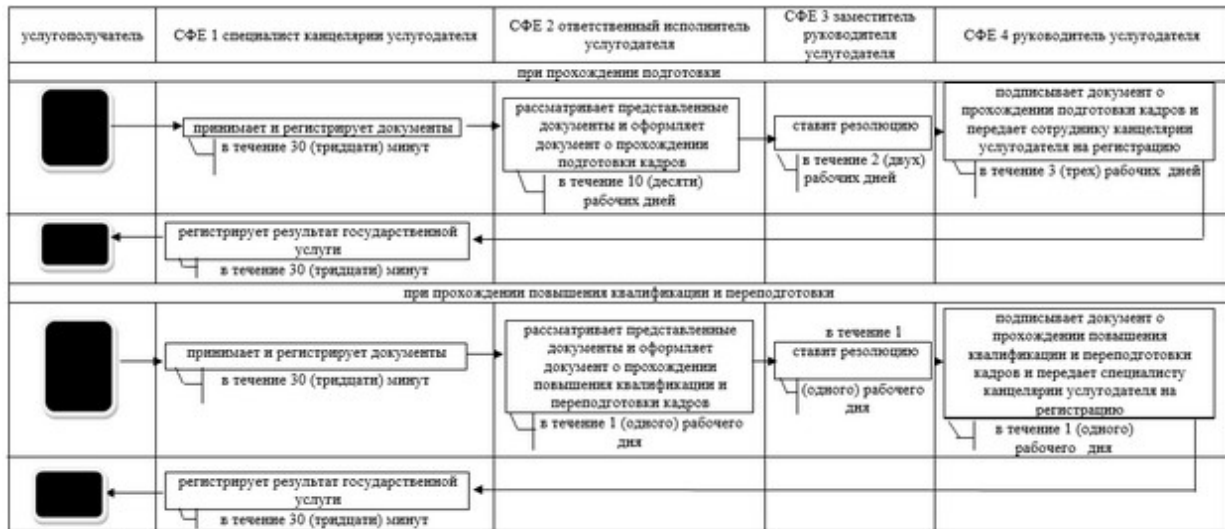 услугополучатель
СФЕ 1 специалист канцелярии услугодателя
СФЕ 2 ответственный исполнитель
услугодателя
СФЕ 3 заместитель
руководителя
услугодателя
СФЕ 4 руководитель услугодателя
при прохождении подготовки
принимает и регистрирует документы
в течение 30 (тридцати) минут
рассматривает представленные
документы и оформляет
документ о прохождении
подготовки кадров
в течение 10 (десяти)
рабочих дней
ставит резолюцию
в течение 2 (двух)
рабочих дней
подписывает документ о
прохождении подготовки кадров и
передает сотруднику канцелярии
услугодателя на регистрацию
в течение 3 (трех) рабочих дней
регистрирует результат государственной
услуги
в течение 30 (тридцати) минут
при прохождении повышения квалификации и переподготовки
принимает и регистрирует документы
в течение 30 (тридцати) минут
рассматривает представленные
документы и оформляет
документ о прохождении
повышения квалификации и
переподготовки кадров
в течение 1 (одного) рабочего
дня
в течение 1
ставит резолюцию
(одного) рабочего
дня
подписывает документ о
прохождении повышения
квалификации и переподготовки
кадров и передает специалисту
канцелярии услугодателя на
регистрацию
в течение 1 (одного)
рабочего дня
регистрирует результат государственной
услуги
в течение 30 (тридцати) минут